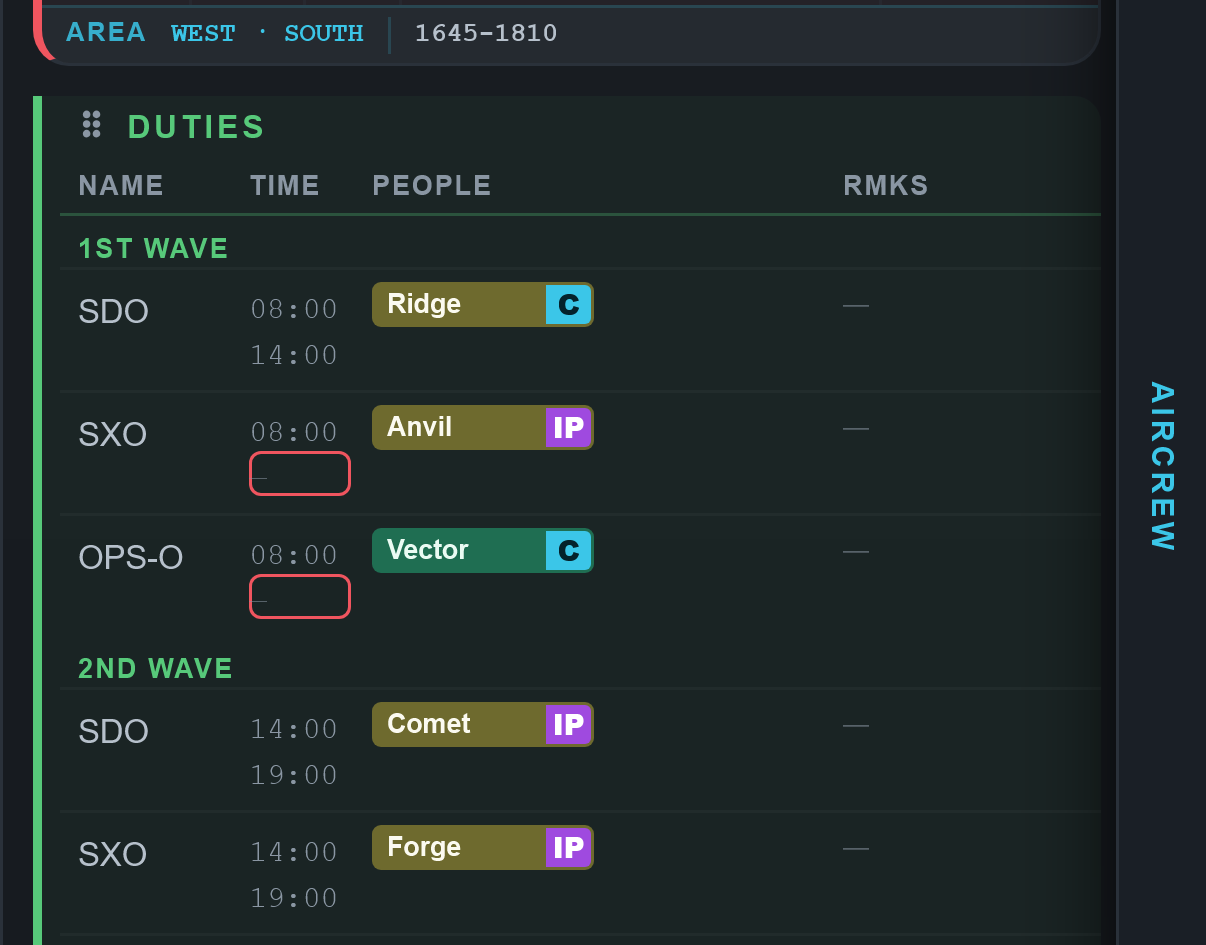 AREA WEST · SOUTH 1645–1810
DUTIES
NAME TIME PEOPLE RMKS
1ST WAVE
SDO 08:00 Ridge C —
14:00
SXO 08:00 Anvil IP —
—
OPS-O 08:00 Vector C —
—
2ND WAVE
SDO 14:00 Comet IP —
19:00
SXO 14:00 Forge IP —
19:00
AIRCREW